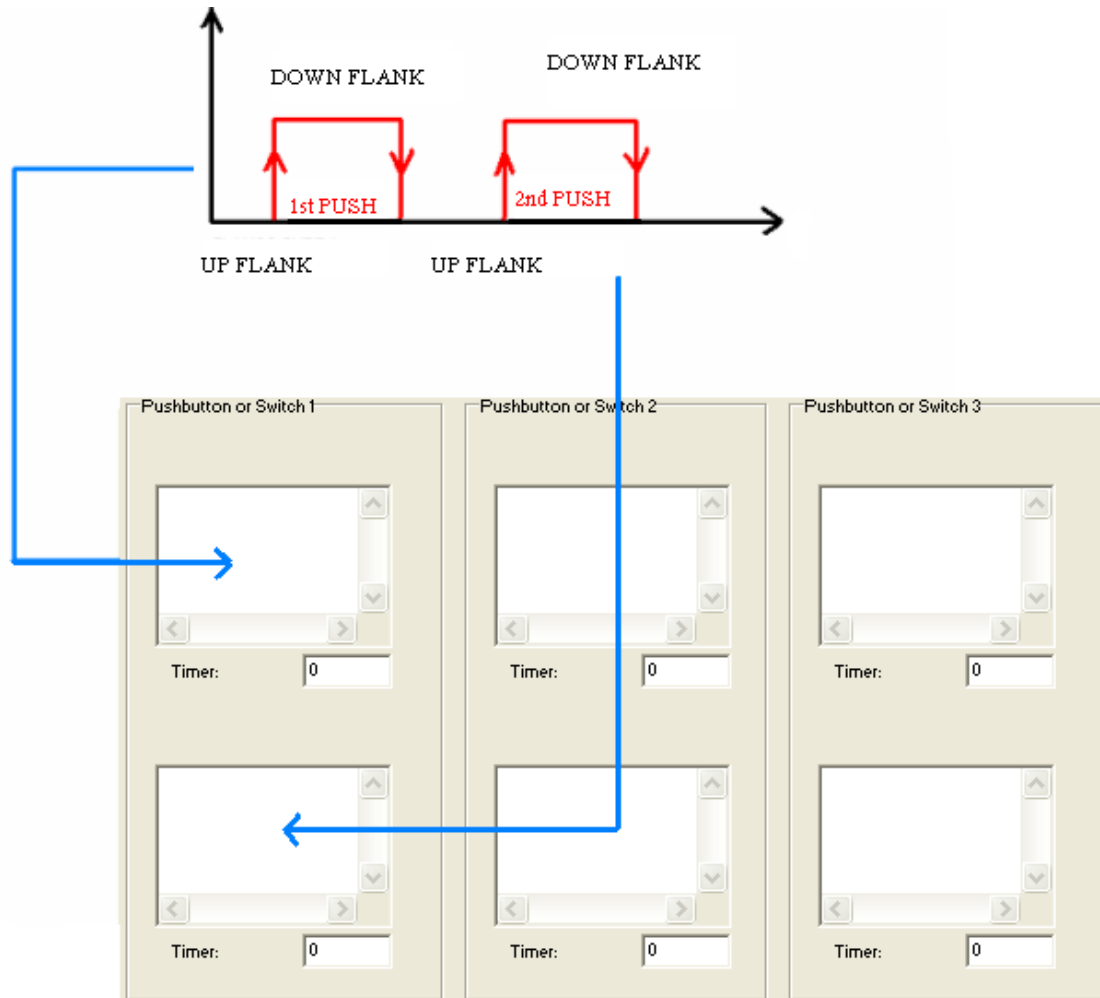 DOWN FLANK
DOWN FLANK
1st PUSH
2nd PUSH
UP FLANK
UP FLANK
Pushbutton or Switch 1
Pushbutton or Switch 2
Pushbutton or Switch 3
Timer: 0
Timer: 0
Timer: 0
Timer: 0
Timer: 0
Timer: 0